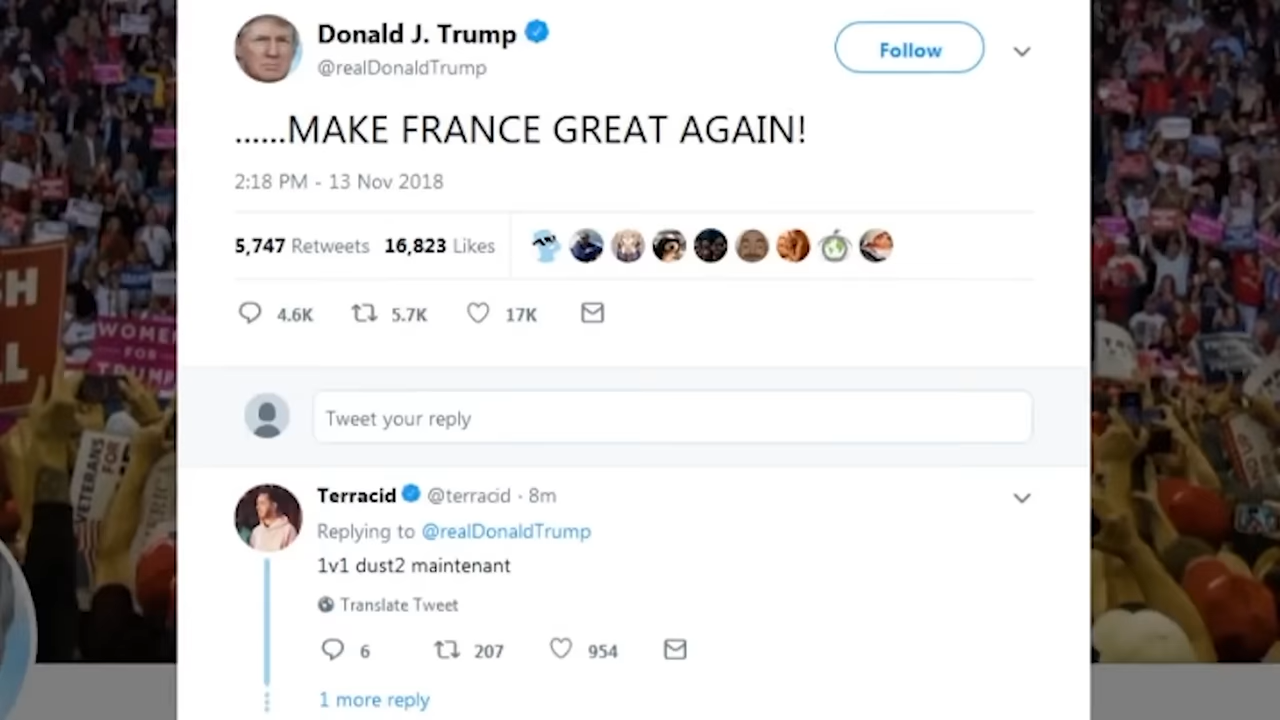 Donald J. Trump
@realDonaldTrump
Follow
......MAKE FRANCE GREAT AGAIN!
2:18 PM - 13 Nov 2018
5,747 Retweets 16,823 Likes
4.6K 5.7K 17K
Tweet your reply
Terracid @terracid · 8m
Replying to @realDonaldTrump
1v1 dust2 maintenant
Translate Tweet
6 207 954
1 more reply
WOMEN
FOR
TRUMP
VETERANS
FOR